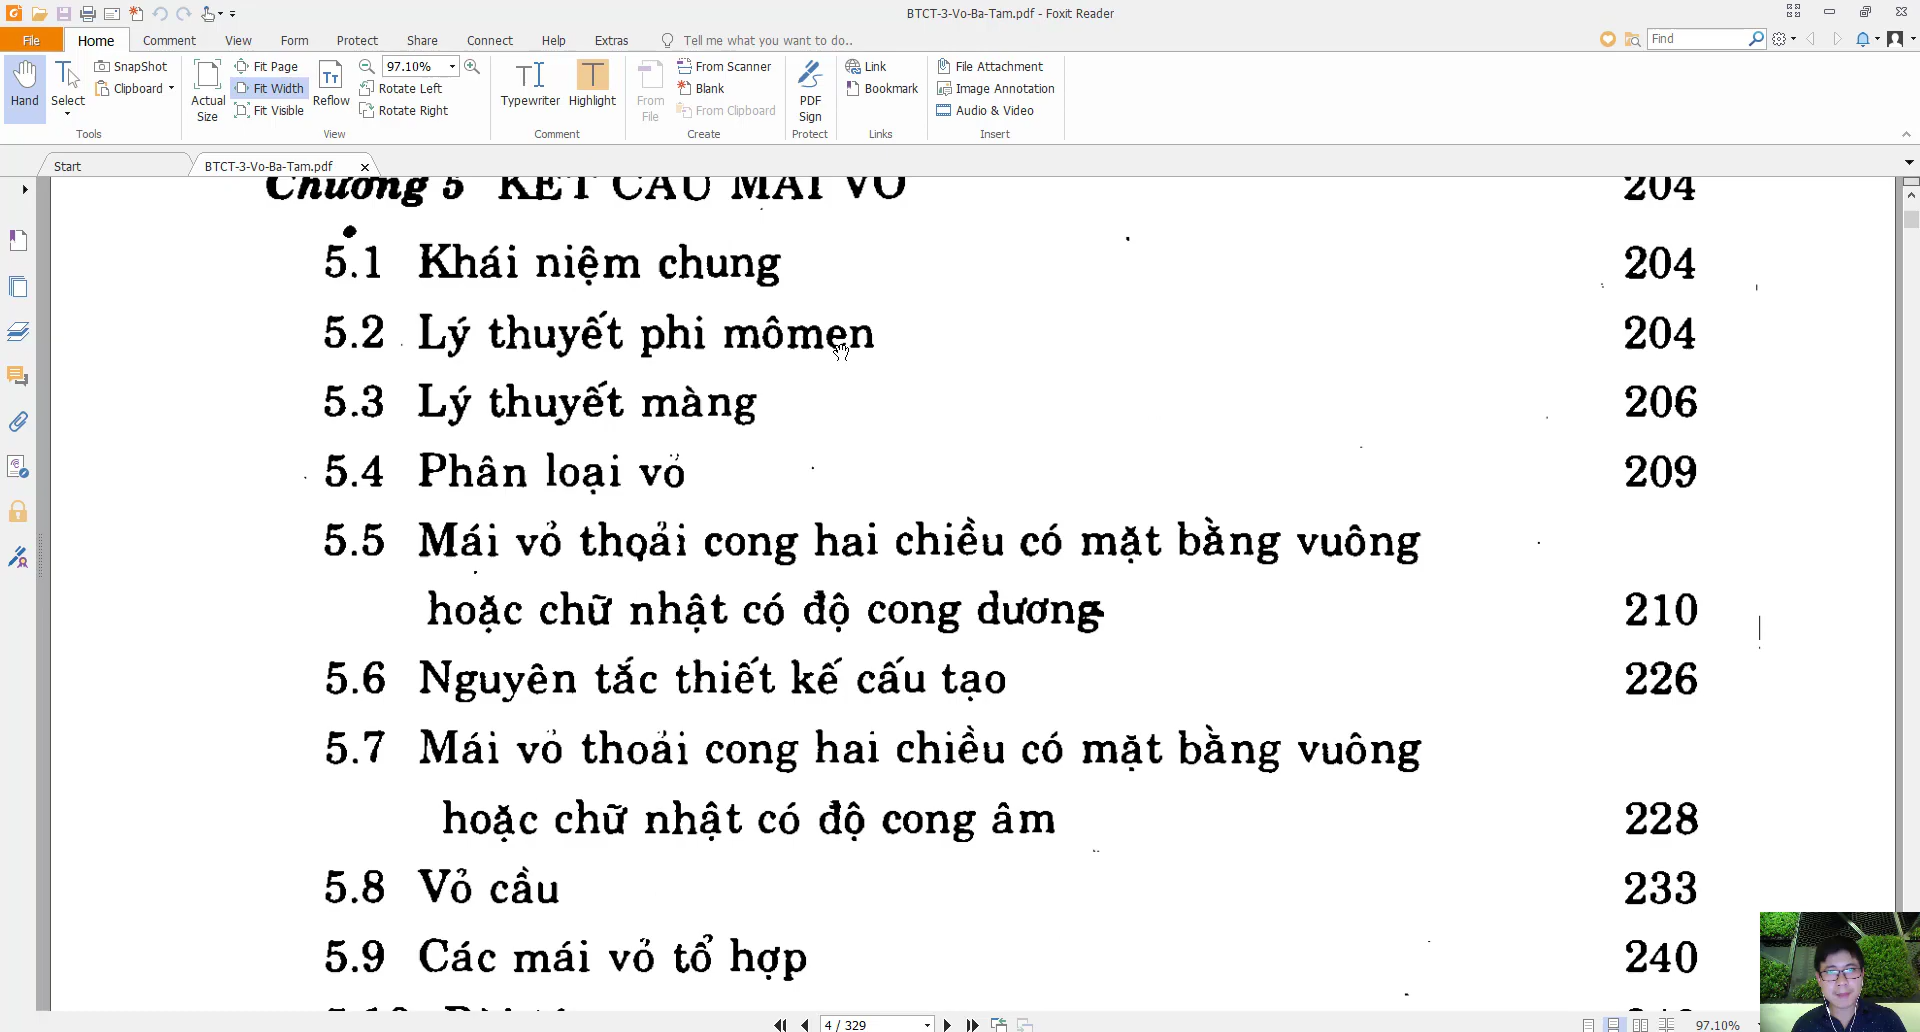 BTCT-3-Vo-Ba-Tam.pdf - Foxit Reader
File Home Comment View Form Protect Share Connect Help Extras Tell me what you want to do.. Find
Hand
Select
SnapShot
Clipboard
Tools
Actual Size
Fit Page
Fit Width
Fit Visible
Reflow
97.10%
Rotate Left
Rotate Right
View
Typewriter
Highlight
Comment
From File
From Scanner
Blank
From Clipboard
Create
PDF Sign
Protect
Link
Bookmark
Links
File Attachment
Image Annotation
Audio & Video
Insert
Start BTCT-3-Vo-Ba-Tam.pdf
Chương 5 KẾT CẤU MÁI VỎ 204
5.1 Khái niệm chung 204
5.2 Lý thuyết phi mômen 204
5.3 Lý thuyết màng 206
5.4 Phân loại vỏ 209
5.5 Mái vỏ thoải cong hai chiều có mặt bằng vuông
hoặc chữ nhật có độ cong dương 210
5.6 Nguyên tắc thiết kế cấu tạo 226
5.7 Mái vỏ thoải cong hai chiều có mặt bằng vuông
hoặc chữ nhật có độ cong âm 228
5.8 Vỏ cầu 233
5.9 Các mái vỏ tổ hợp 240
4 / 329
97.10%